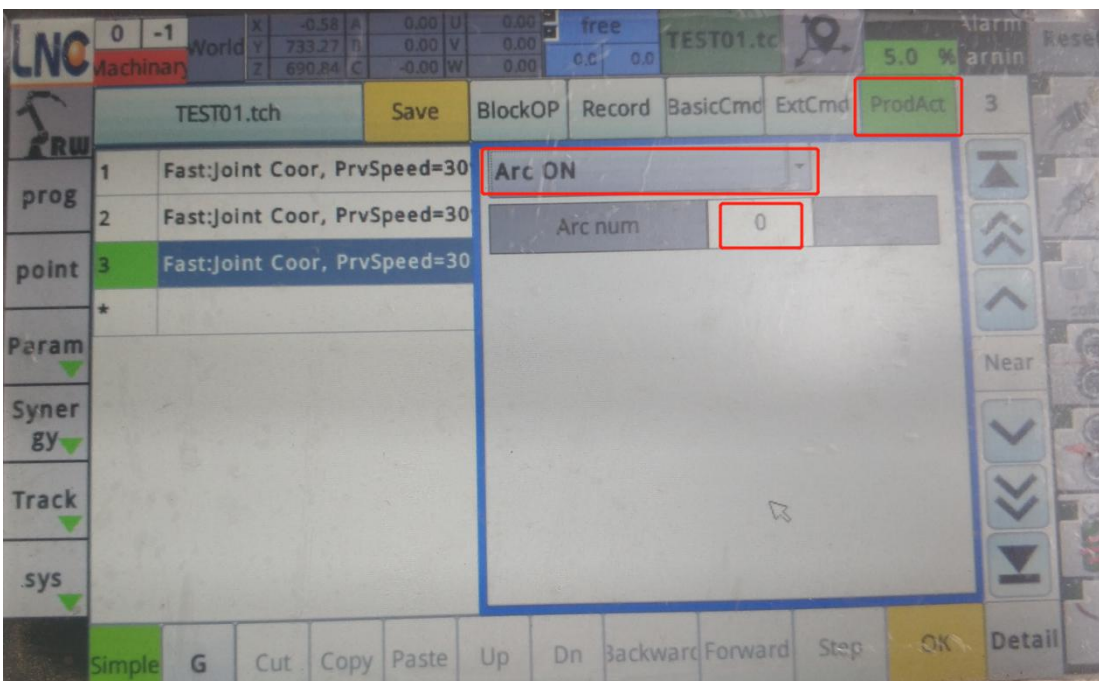 LNC 0 -1 World X -0.58 A 0.00 U 0.00 free TEST01.tc Alarm Reset
Y 733.27 B 0.00 V 0.00
Machinary Z 690.84 C -0.00 W 0.00 0.0 0.0 5.0 % arnin
RW TEST01.tch Save BlockOP Record BasicCmd ExtCmd ProdAct 3
prog 1 Fast:Joint Coor, PrvSpeed=30 Arc ON
2 Fast:Joint Coor, PrvSpeed=30 Arc num 0
point 3 Fast:Joint Coor, PrvSpeed=30
*
Param Near
Syner
gy
Track
sys
Simple G Cut Copy Paste Up Dn Backward Forward Step OK Detail